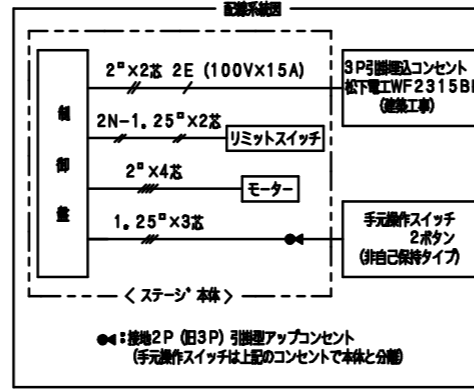 配線系統図
2□×2芯 2E (100V×15A)
3P引掛埋込コンセント
松下電工WF2315B
(建築工事)
制御盤
2N-1.25□×2芯
リミットスイッチ
2□×4芯
モーター
1.25□×3芯
手元操作スイッチ
2ボタン
(非自己保持タイプ)
〈ステージ本体〉
:接地2P (旧3P) 引掛型アップコンセント
(手元操作スイッチは上記のコンセントで本体と分離)